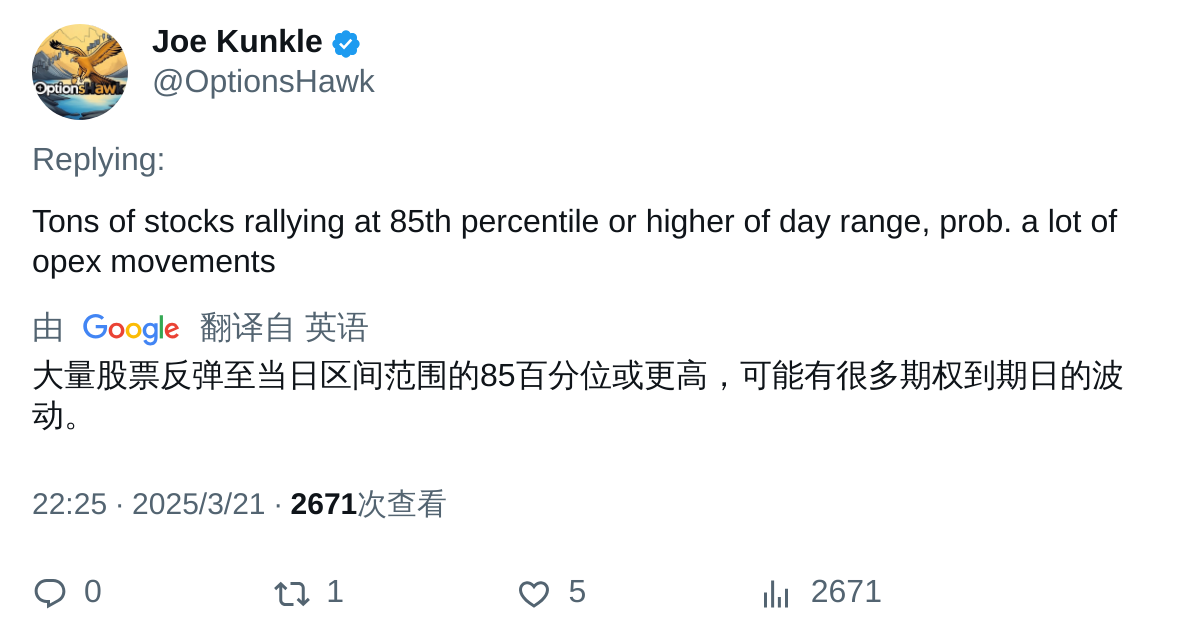 OptionsHawk
Joe Kunkle
@OptionsHawk
Replying:
Tons of stocks rallying at 85th percentile or higher of day range, prob. a lot of
opex movements
由 Google 翻译自 英语
大量股票反弹至当日区间范围的85百分位或更高，可能有很多期权到期日的波
动。
22:25 · 2025/3/21 · 2671次查看
0 1 5 2671